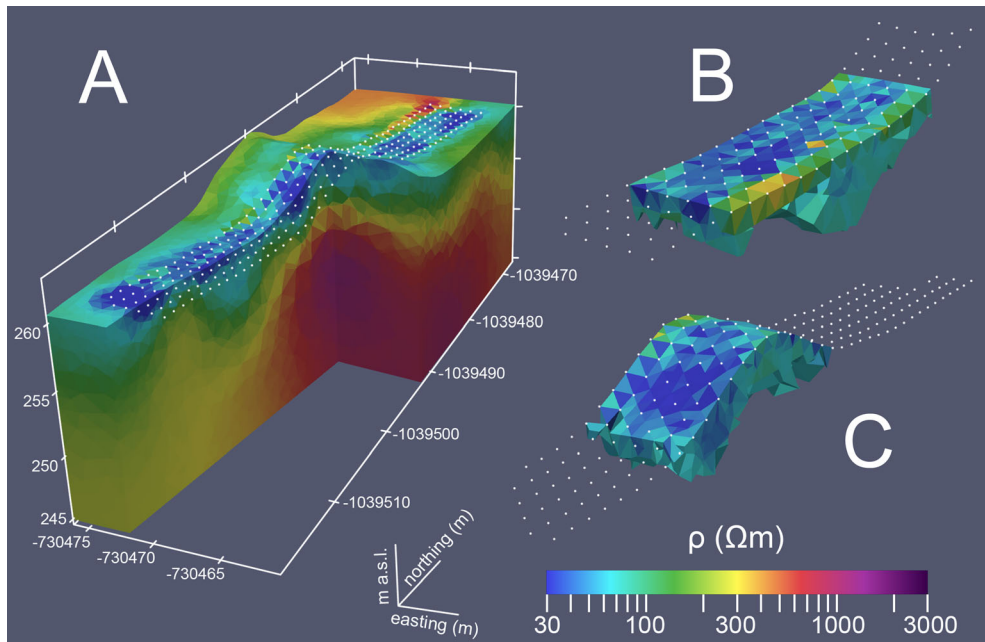 A
B
C
260
255
250
245
-730475
-730470
-730465
-1039470
-1039480
-1039490
-1039500
-1039510
m a.s.l.
northing (m)
easting (m)
ρ (Ωm)
30 100 300 1000 3000